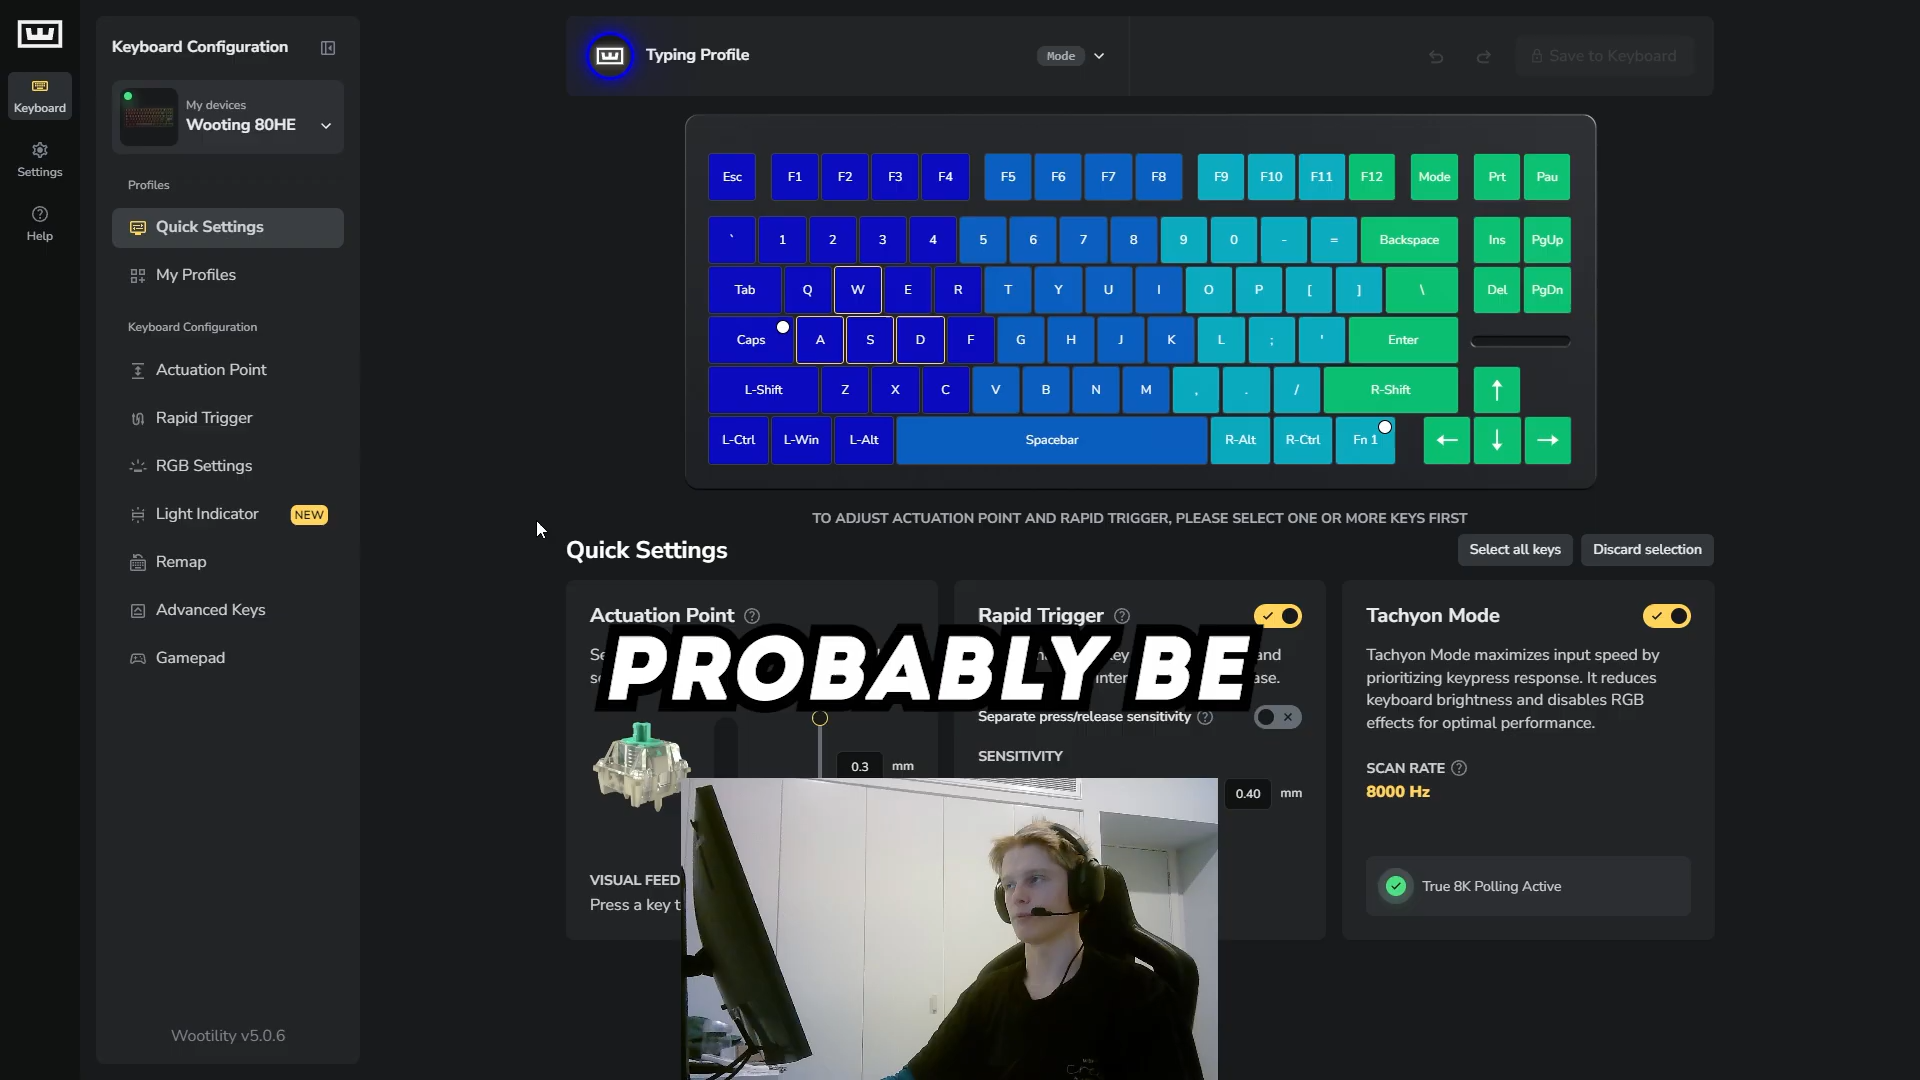 Keyboard Configuration
Keyboard
Settings
Help
My devices
Wooting 80HE
Profiles
Quick Settings
My Profiles
Keyboard Configuration
Actuation Point
Rapid Trigger
RGB Settings
Light Indicator NEW
Remap
Advanced Keys
Gamepad
Wootility v5.0.6
Typing Profile
Mode
Save to Keyboard
Esc F1 F2 F3 F4 F5 F6 F7 F8 F9 F10 F11 F12 Mode Prt Pau
` 1 2 3 4 5 6 7 8 9 0 - = Backspace Ins PgUp
Tab Q W E R T Y U I O P [ ] \ Del PgDn
Caps A S D F G H J K L ; ' Enter
L-Shift Z X C V B N M , . / R-Shift ↑
L-Ctrl L-Win L-Alt Spacebar R-Alt R-Ctrl Fn 1 ← ↓ →
TO ADJUST ACTUATION POINT AND RAPID TRIGGER, PLEASE SELECT ONE OR MORE KEYS FIRST
Quick Settings
Select all keys
Discard selection
Actuation Point
0.3 mm
VISUAL FEED
Press a key t
PROBABLY BE
Rapid Trigger
and
Separate press/release sensitivity
SENSITIVITY
0.40 mm
Tachyon Mode
Tachyon Mode maximizes input speed by
prioritizing keypress response. It reduces
keyboard brightness and disables RGB
effects for optimal performance.
SCAN RATE
8000 Hz
True 8K Polling Active